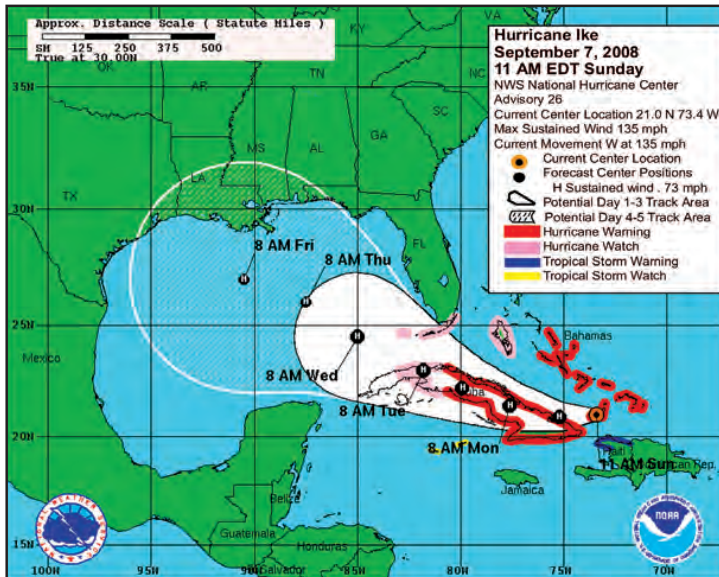 Approx. Distance Scale ( Statute Miles )
SM 125 250 375 500
True at 30.00N
Hurricane Ike
September 7, 2008
11 AM EDT Sunday
NWS National Hurricane Center
Advisory 26
Current Center Location 21.0 N 73.4 W
Max Sustained Wind 135 mph
Current Movement W at 135 mph
Current Center Location
Forecast Center Positions
H Sustained wind . 73 mph
Potential Day 1-3 Track Area
Potential Day 4-5 Track Area
Hurricane Warning
Hurricane Watch
Tropical Storm Warning
Tropical Storm Watch
KY
VA
OK
AR
TN
NC
SC
MS
AL
GA
TX
LA
FL
35N
30N
25N
20N
15N
8 AM Fri
8 AM Thu
8 AM Wed
8 AM Tue
8 AM Mon
11 AM Sun
H
H
H
H
H
H
H
Bahamas
Mexico
Haiti
Rep.
Jamaica
Belize
Guatemala
Honduras
Salvador
NATIONAL WEATHER SERVICE
NOAA
100W
95W
90W
85W
80W
75W
70W